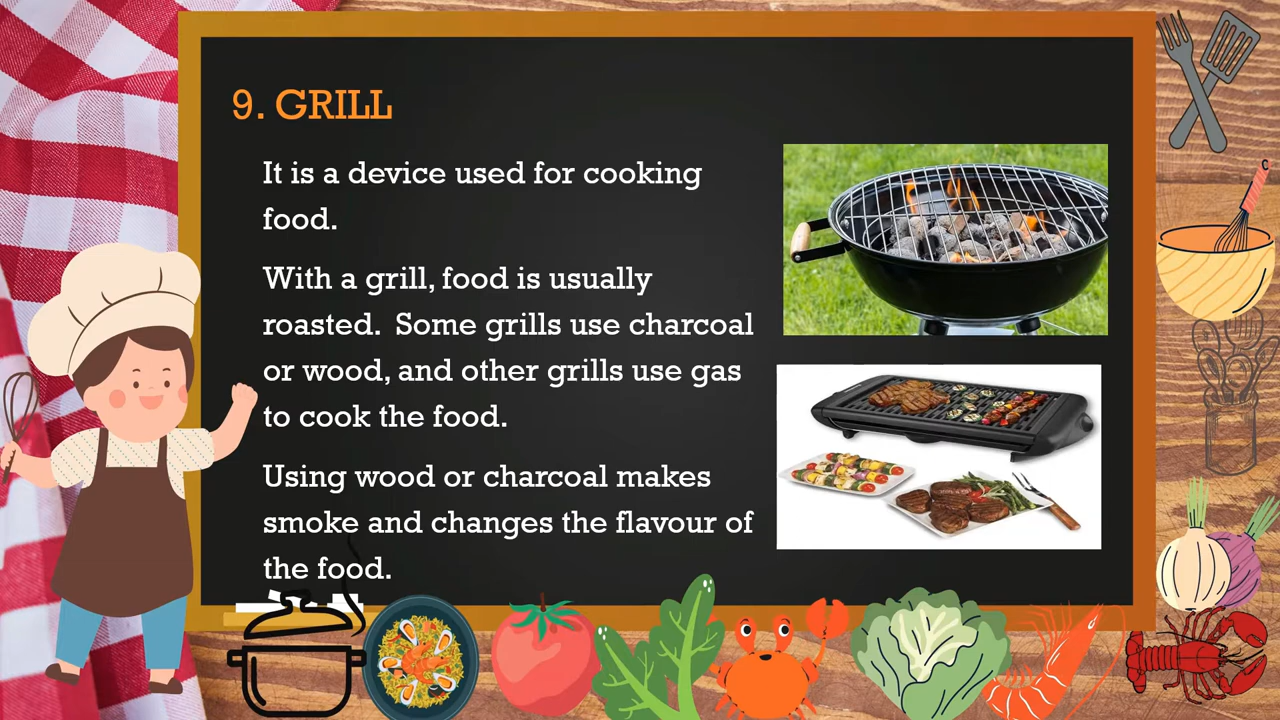 9. GRILL
It is a device used for cooking
food.
With a grill, food is usually
roasted.  Some grills use charcoal
or wood, and other grills use gas
to cook the food.
Using wood or charcoal makes
smoke and changes the flavour of
the food.